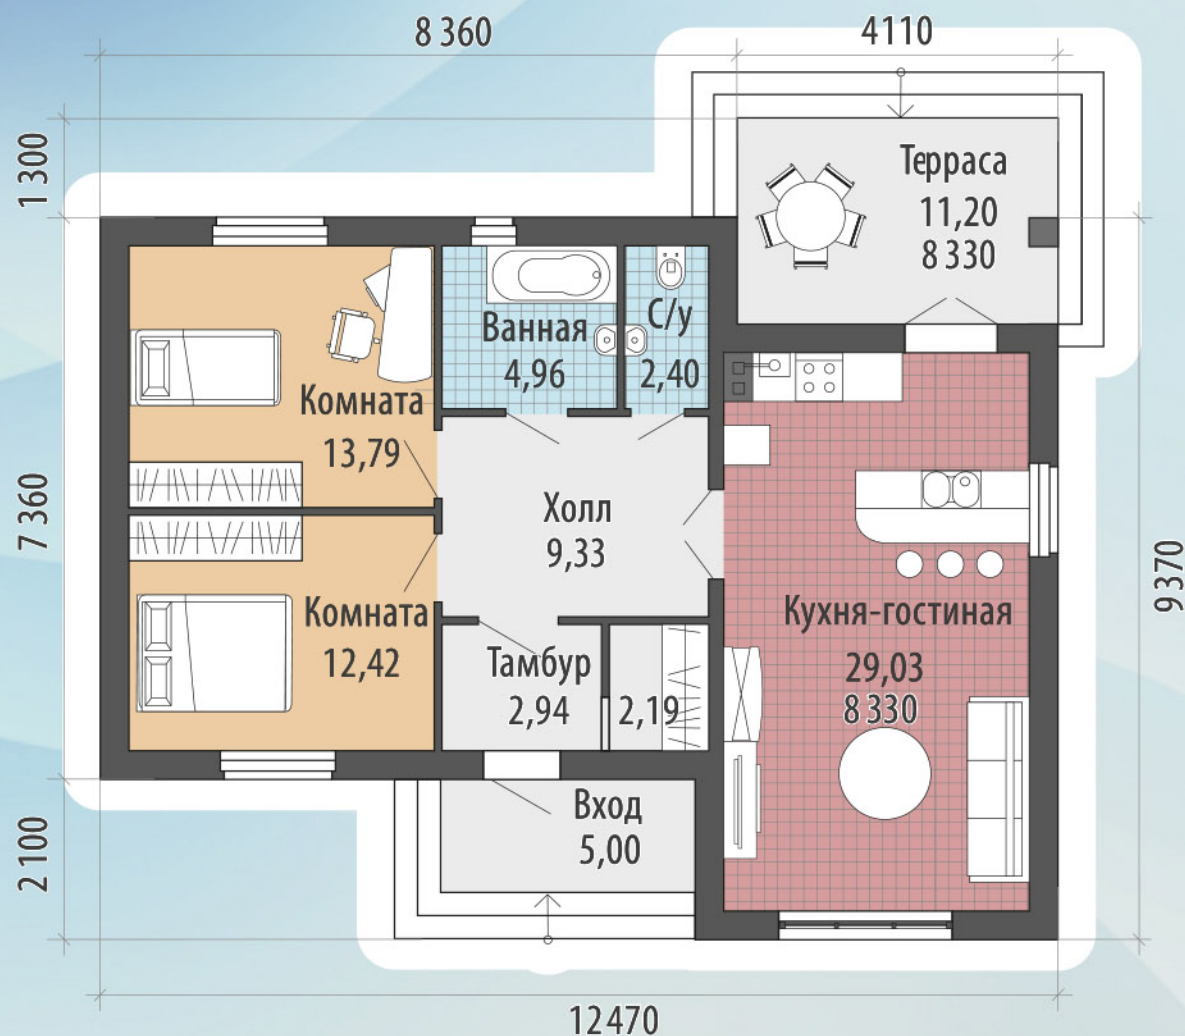 8 360
4110
1 300
Терраса
11,20
8 330
Ванная
4,96
С/у
2,40
Комната
13,79
7 360
Холл
9,33
9 370
Комната
12,42
Тамбур
2,94
2,19
Кухня-гостиная
29,03
8 330
2 100
Вход
5,00
12470